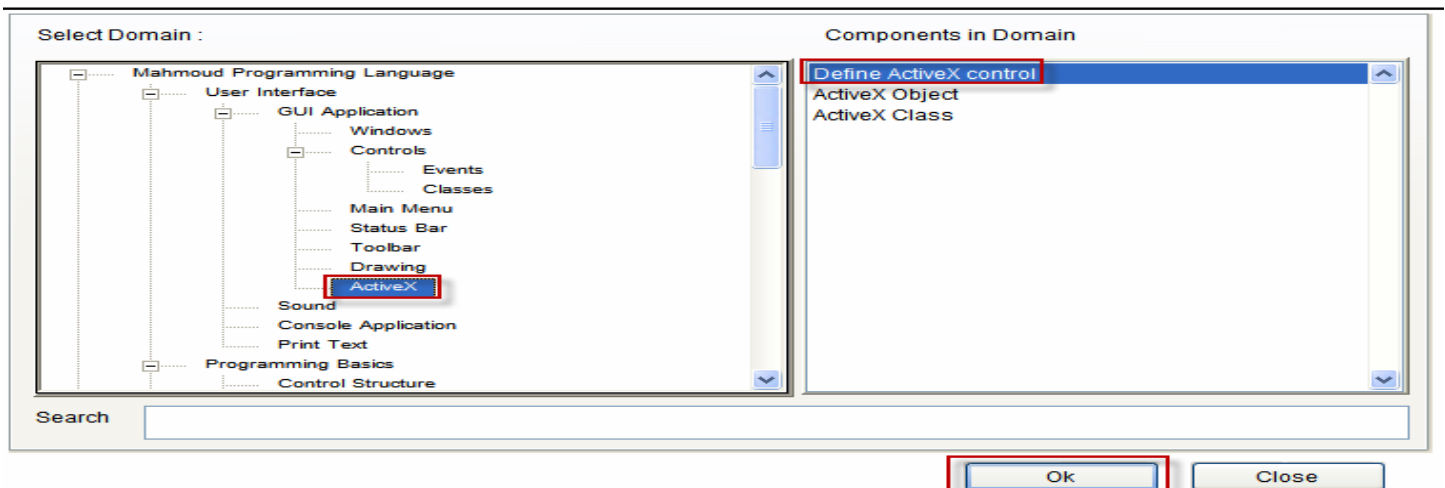 Select Domain :
Components in Domain
Mahmoud Programming Language
User Interface
GUI Application
Windows
Controls
Events
Classes
Main Menu
Status Bar
Toolbar
Drawing
ActiveX
Sound
Console Application
Print Text
Programming Basics
Control Structure
Define ActiveX control
ActiveX Object
ActiveX Class
Search
Ok
Close